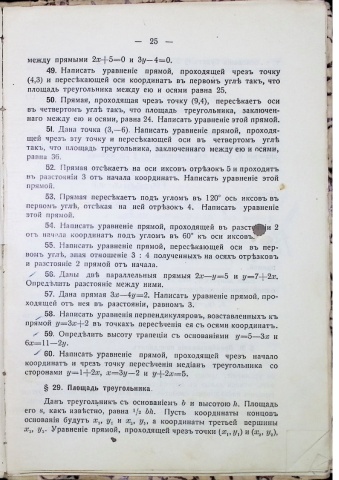 — 25 —
между прямыми 2x+5=0 и 3y—4=0.
49. Написать уравненіе прямой, проходящей чрезъ точку
(4,3) и пересѣкающей оси координатъ въ первомъ углѣ такъ, что
площадь треугольника между ею и осями, равна 25.
50. Прямая, проходящая чрезъ точку (9,4), пересѣкаетъ оси
въ четвертомъ углѣ такъ, что площадь треугольника, заключен-
наго между ею и осями, равна 24. Написать уравненіе этой прямой.
51. Дана точка (3,—6). Написать уравненіе прямой, проходя-
щей чрезъ эту точку и пересѣкающей оси въ четвертомъ углѣ
такъ, что площадь треугольника, заключеннаго между ею и осями,
равна 36.
52. Прямая отсѣкаетъ на оси иксовъ отрѣзокъ 5 и проходитъ
въ разстояніи 3 отъ начала координатъ. Написать уравненіе этой
прямой.
53. Прямая пересѣкаетъ подъ угломъ въ 120° ось иксовъ въ
первомъ углѣ, отсѣкая на ней отрѣзокъ 4. Написать уравненіе
этой прямой.
54. Написать уравненіе прямой, проходящей въ 2
отъ начала координатъ подъ угломъ въ 60° къ оси иксовъ.
55. Написать уравненіе прямой, пересѣкающей оси въ пер-
вомъ углѣ, зная отношеніе 3 : 4 полученныхъ на осяхъ отрѣзковъ
и разстояніе 2 прямой отъ начала.
56. Даны двѣ параллельныя прямыя 2x—y=5 и y=7+2x.
Опредѣлить разстояніе между ними.
57. Дана прямая 3x—4y=2. Написать уравненіе прямой, про-
ходящей отъ нея въ разстояніи, равномъ 3.
58. Написать уравненія перпендикуляровъ, возставленныхъ къ
прямой y=3x+2 въ точкахъ пересѣченія ея съ осями координатъ.
59. Опредѣлить высоту трапеціи съ основаніями y=5—3x и
6x=11—2y.
60. Написать уравненіе прямой, проходящей чрезъ начало
координатъ и чрезъ точку пересѣченія медіанъ треугольника со
сторонами y=1+2x, x=3y—2 и y+2x=5.
§ 29. Площадь треугольника.
Данъ треугольникъ съ основаніемъ b и высотою h. Площадь
его s, какъ извѣстно, равна ¹/₂ bh. Пусть координаты концовъ
основанія будутъ x₁, y₁ и x₂, y₂, а координаты третьей вершины
x₃, y₃. Уравненіе прямой, проходящей чрезъ точки (x₁, y₁) и (x₂, y₂),